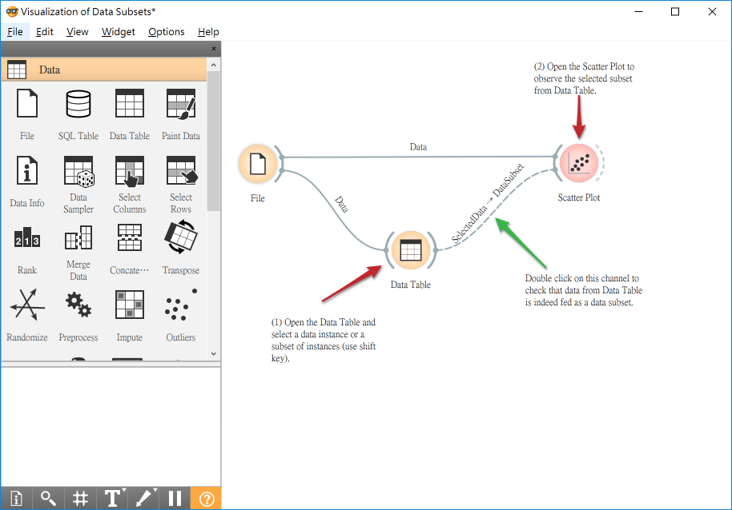 Visualization of Data Subsets*
File Edit View Widget Options Help
Data
File SQL Table Data Table Paint Data
Data Info Data Sampler Select Columns Select Rows
Rank Merge Data Concate⋯ Transpose
Randomize Preprocess Impute Outliers
(2) Open the Scatter Plot to
observe the selected subset
from Data Table.
Data
File
Data
SelectedData → DataSubset
Scatter Plot
Data Table
Double click on this channel to
check that data from Data Table
is indeed fed as a data subset.
(1) Open the Data Table and
select a data instance or a
subset of instances (use shift
key).